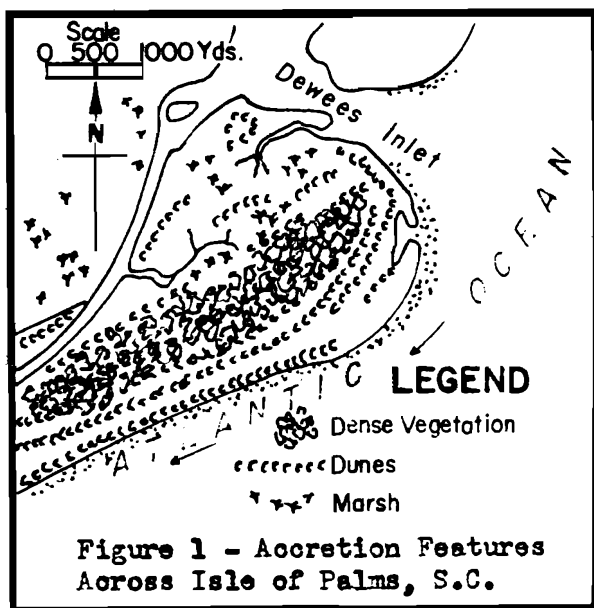 Scale
0 500 1000 Yds.
N
Dewees
Inlet
ATLANTIC OCEAN
LEGEND
Dense Vegetation
Dunes
Marsh
Figure 1 - Accretion Features
Across Isle of Palms, S.C.